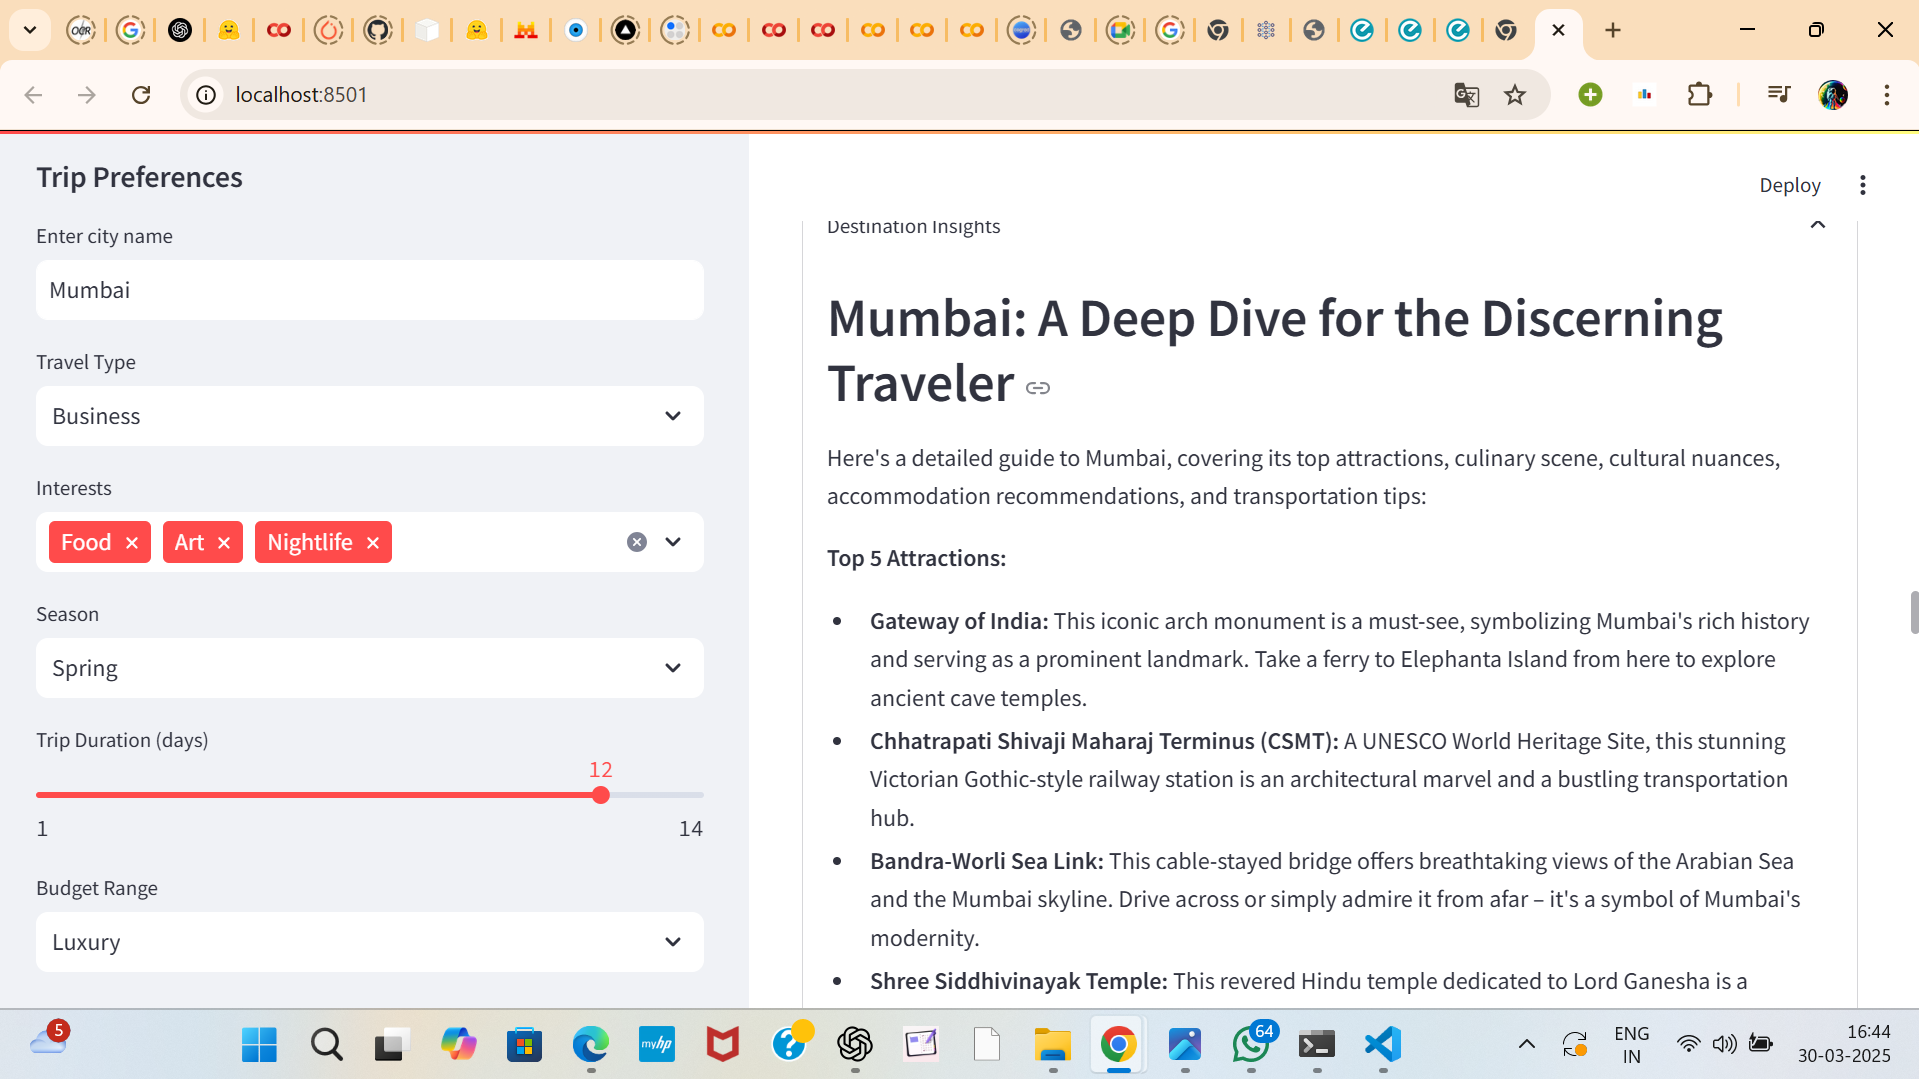 localhost:8501
Trip Preferences
Enter city name
Mumbai
Travel Type
Business
Interests
Food
Art
Nightlife
Season
Spring
Trip Duration (days)
12
1
14
Budget Range
Luxury
Deploy
Destination Insights
Mumbai: A Deep Dive for the Discerning
Traveler
Here's a detailed guide to Mumbai, covering its top attractions, culinary scene, cultural nuances,
accommodation recommendations, and transportation tips:
Top 5 Attractions:
Gateway of India: This iconic arch monument is a must-see, symbolizing Mumbai's rich history
and serving as a prominent landmark. Take a ferry to Elephanta Island from here to explore
ancient cave temples.
Chhatrapati Shivaji Maharaj Terminus (CSMT): A UNESCO World Heritage Site, this stunning
Victorian Gothic-style railway station is an architectural marvel and a bustling transportation
hub.
Bandra-Worli Sea Link: This cable-stayed bridge offers breathtaking views of the Arabian Sea
and the Mumbai skyline. Drive across or simply admire it from afar – it's a symbol of Mumbai's
modernity.
Shree Siddhivinayak Temple: This revered Hindu temple dedicated to Lord Ganesha is a
5
myhp
64
ENG
IN
16:44
30-03-2025